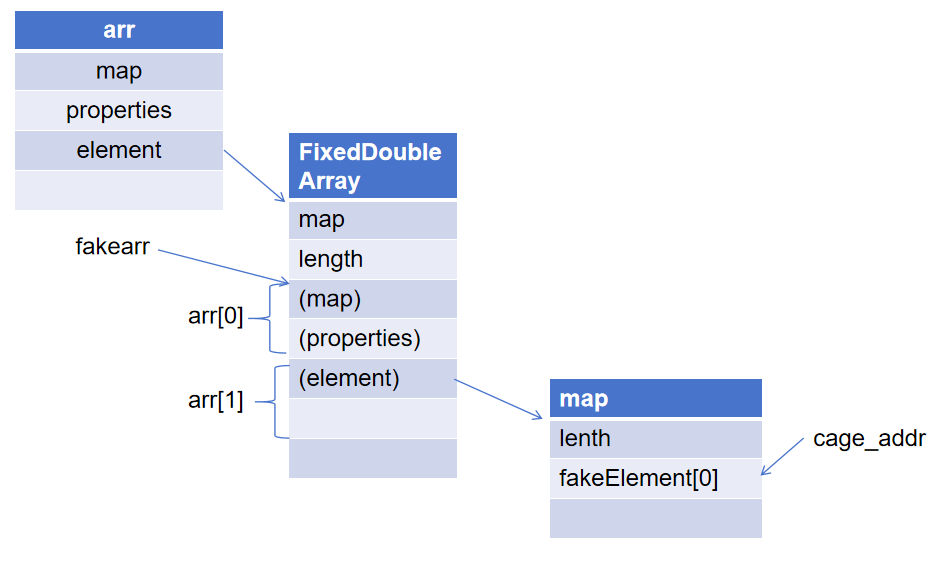 arr
map
properties
element
FixedDouble
Array
map
length
fakearr
(map)
arr[0]
(properties)
(element)
arr[1]
map
lenth
cage_addr
fakeElement[0]